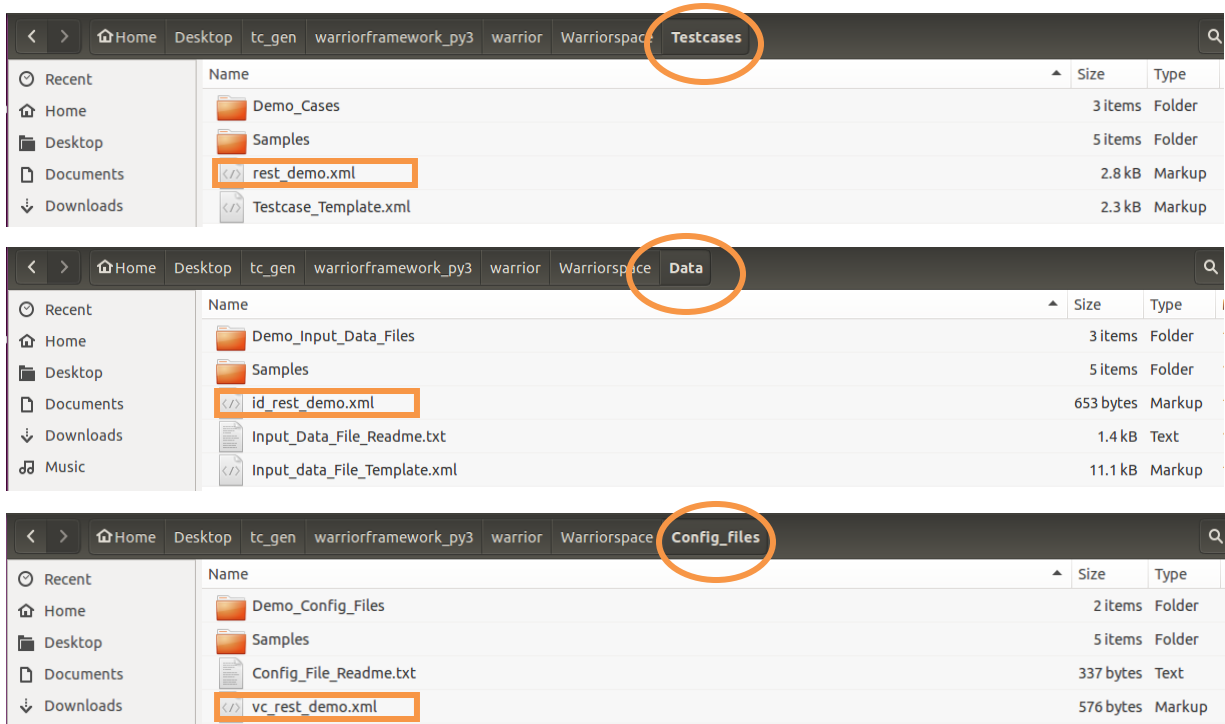 Home Desktop tc_gen warriorframework_py3 warrior Warriorspace Testcases
Recent Name Size Type
Home Demo_Cases 3 items Folder
Desktop Samples 5 items Folder
Documents rest_demo.xml 2.8 kB Markup
Downloads Testcase_Template.xml 2.3 kB Markup
Home Desktop tc_gen warriorframework_py3 warrior Warriorspace Data
Recent Name Size Type
Home Demo_Input_Data_Files 3 items Folder
Desktop Samples 5 items Folder
Documents id_rest_demo.xml 653 bytes Markup
Downloads Input_Data_File_Readme.txt 1.4 kB Text
Music Input_data_File_Template.xml 11.1 kB Markup
Home Desktop tc_gen warriorframework_py3 warrior Warriorspace Config_files
Recent Name Size Type
Home Demo_Config_Files 2 items Folder
Desktop Samples 5 items Folder
Documents Config_File_Readme.txt 337 bytes Text
Downloads vc_rest_demo.xml 576 bytes Markup